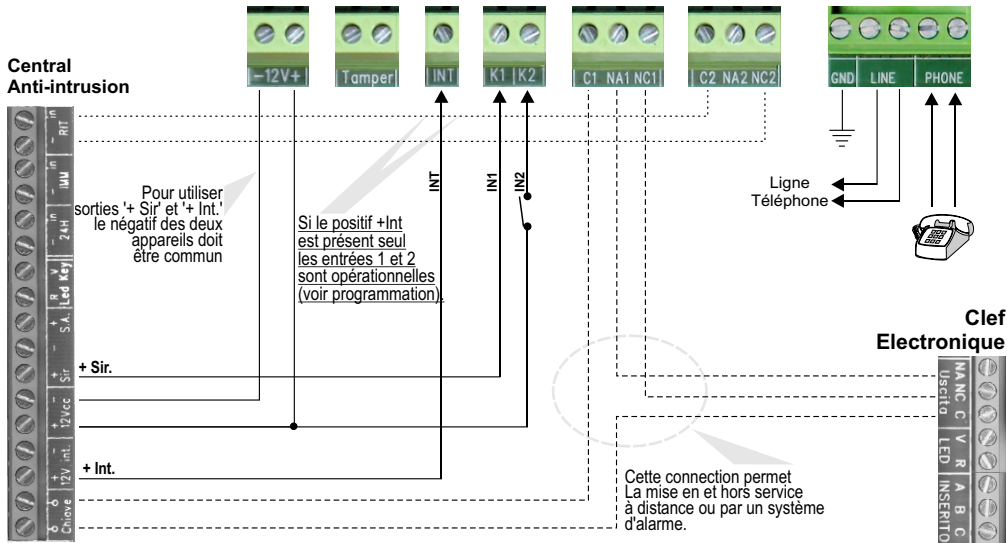 -12V+
Tamper
INT
K1 K2
C1 NA1 NC1
C2 NA2 NC2
GND LINE PHONE
Central
Anti-intrusion
in
- RIT
in
- IMM
in
- 24H
V
R Led Key
+
- S.A.
+ Sir
-
+ 12Vcc
-
+ 12V int.
Chiave
Pour utiliser
sorties '+ Sir' et '+ Int.'
le négatif des deux
appareils doit
être commun
Si le positif +Int
est présent seul
les entrées 1 et 2
sont opérationnelles
(voir programmation).
INT
IN1
IN2
Ligne
Téléphone
+ Sir.
+ Int.
Cette connection permet
La mise en et hors service
à distance ou par un système
d'alarme.
Clef
Electronique
NA NC C
Uscita
V R
LED
A B C
INSERITO